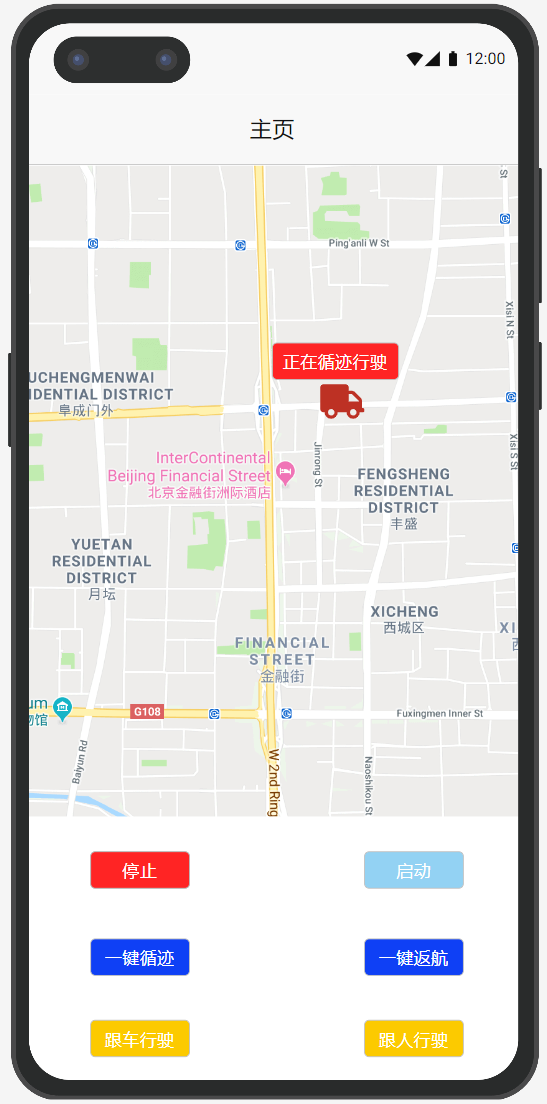 12:00
主页
St
Ping'anli W St
Xisi N St
正在循迹行驶
UCHENGMENWAI
IDENTIAL DISTRICT
阜成门外
InterContinental
Beijing Financial Street
北京金融街洲际酒店
Jinrong St
Xisi S St
FENGSHENG
RESIDENTIAL
DISTRICT
丰盛
YUETAN
RESIDENTIAL
DISTRICT
月坛
XICHENG
西城区
XI
FINANCIAL
STREET
金融街
um
物馆
G108
Fuxingmen Inner St
Baiyun Rd
W 2nd Ring
Naoshikou St
停止
启动
一键循迹
一键返航
跟车行驶
跟人行驶